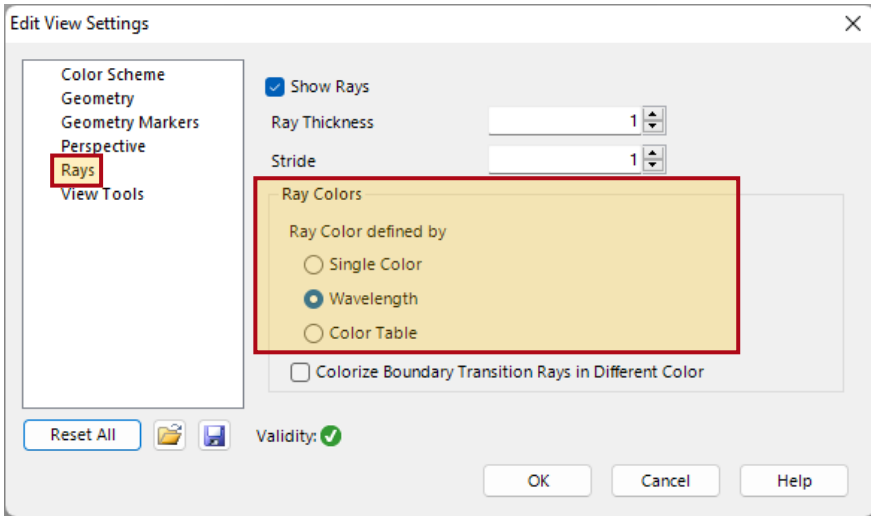 Edit View Settings
Color Scheme
Geometry
Geometry Markers
Perspective
Rays
View Tools
Show Rays
Ray Thickness 1
Stride 1
Ray Colors
Ray Color defined by
Single Color
Wavelength
Color Table
Colorize Boundary Transition Rays in Different Color
Reset All
Validity:
OK Cancel Help